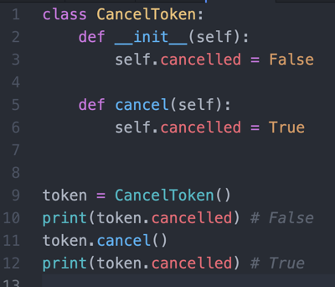 1 class CancelToken:
2     def __init__(self):
3         self.cancelled = False
4
5     def cancel(self):
6         self.cancelled = True
7
8
9 token = CancelToken()
10 print(token.cancelled) # False
11 token.cancel()
12 print(token.cancelled) # True
13